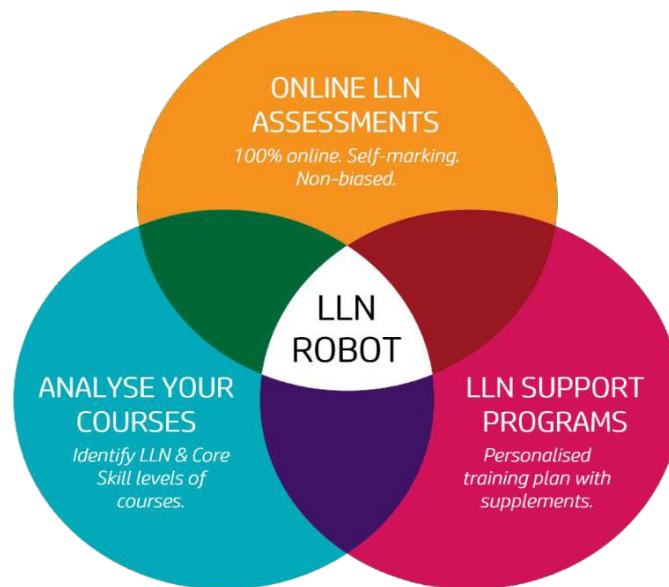 ONLINE LLN
ASSESSMENTS
100% online. Self-marking.
Non-biased.
LLN
ROBOT
ANALYSE YOUR
COURSES
Identify LLN & Core
Skill levels of
courses.
LLN SUPPORT
PROGRAMS
Personalised
training plan with
supplements.